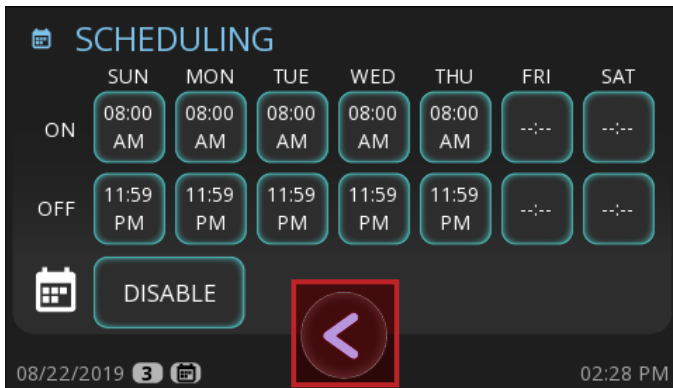 SCHEDULING
SUN MON TUE WED THU FRI SAT
ON 08:00 AM 08:00 AM 08:00 AM 08:00 AM 08:00 AM --:-- --:--
OFF 11:59 PM 11:59 PM 11:59 PM 11:59 PM 11:59 PM --:-- --:--
DISABLE
<
08/22/2019 3 02:28 PM